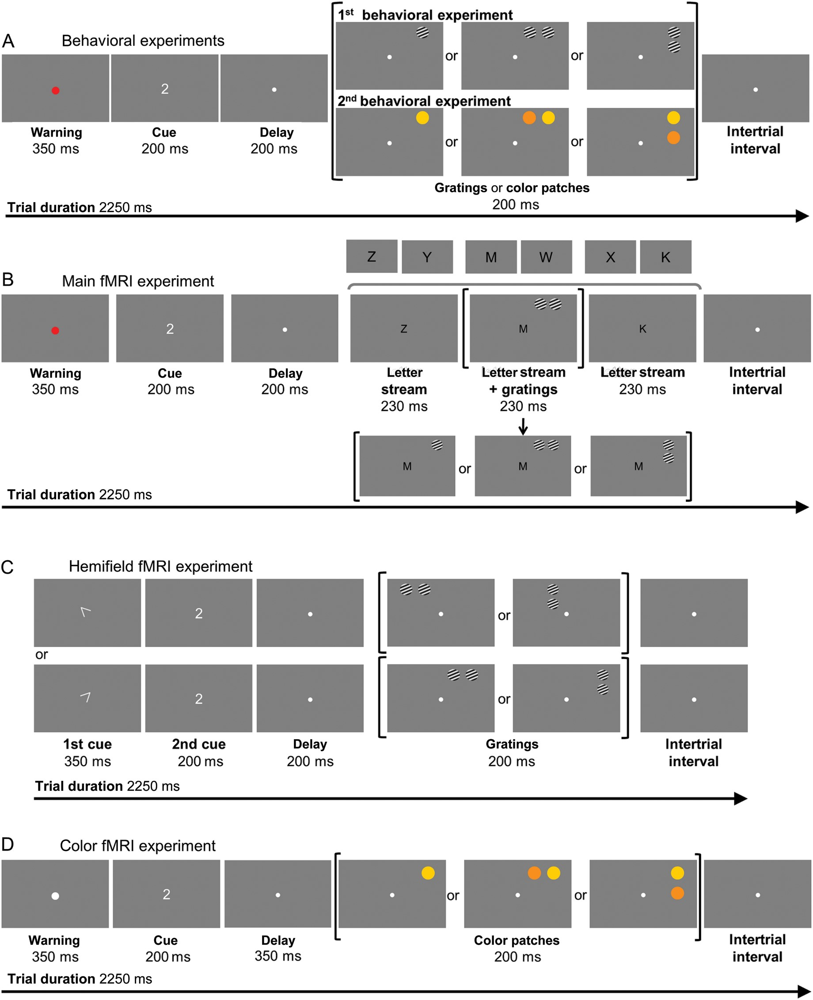 A
Behavioral experiments
1st behavioral experiment
or
or
2
2nd behavioral experiment
or
or
Warning
350 ms
Cue
200 ms
Delay
200 ms
Intertrial
interval
Gratings or color patches
200 ms
Trial duration 2250 ms
Z Y M W X K
B
Main fMRI experiment
2
Z
M
K
Warning
350 ms
Cue
200 ms
Delay
200 ms
Letter
stream
230 ms
Letter stream
+ gratings
230 ms
Letter stream
230 ms
Intertrial
interval
M
or
M
or
M
Trial duration 2250 ms
C
Hemifield fMRI experiment
2
or
or
2
or
1st cue
350 ms
2nd cue
200 ms
Delay
200 ms
Gratings
200 ms
Intertrial
interval
Trial duration 2250 ms
D
Color fMRI experiment
2
or
or
Warning
350 ms
Cue
200 ms
Delay
350 ms
Color patches
200 ms
Intertrial
interval
Trial duration 2250 ms